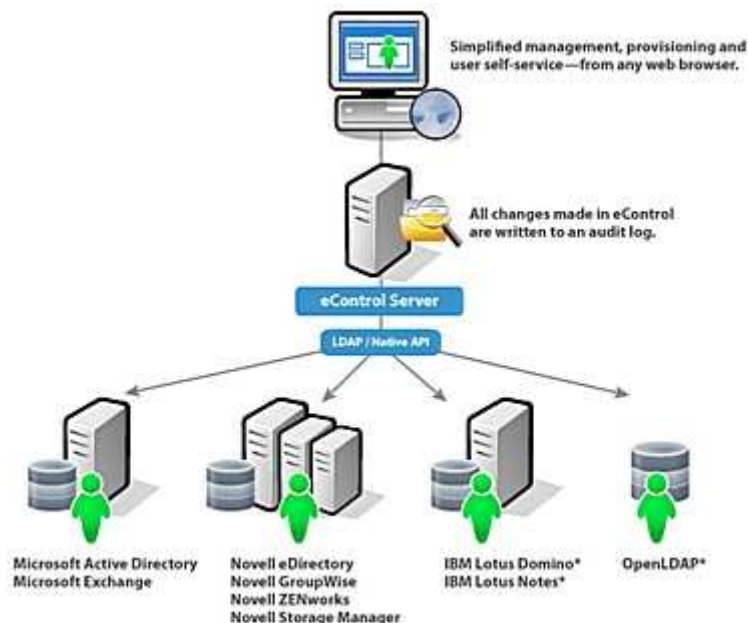 Simplified management, provisioning and
user self-service—from any web browser.
All changes made in eControl
are written to an audit log.
eControl Server
LDAP / Native API
Microsoft Active Directory
Microsoft Exchange
Novell eDirectory
Novell GroupWise
Novell ZENworks
Novell Storage Manager
IBM Lotus Domino*
IBM Lotus Notes*
OpenLDAP*